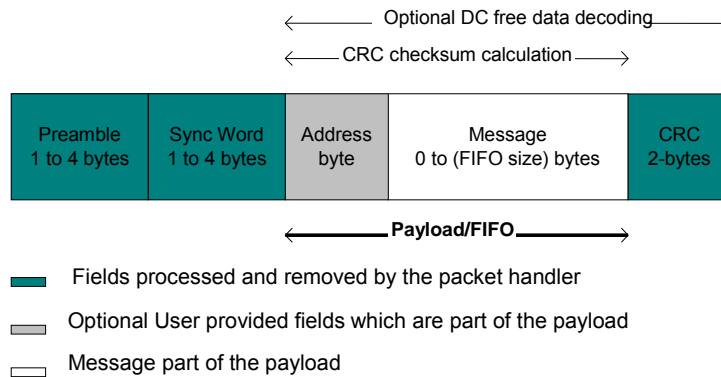 Optional DC free data decoding
CRC checksum calculation
Preamble
1 to 4 bytes
Sync Word
1 to 4 bytes
Address
byte
Message
0 to (FIFO size) bytes
CRC
2-bytes
Payload/FIFO
Fields processed and removed by the packet handler
Optional User provided fields which are part of the payload
Message part of the payload